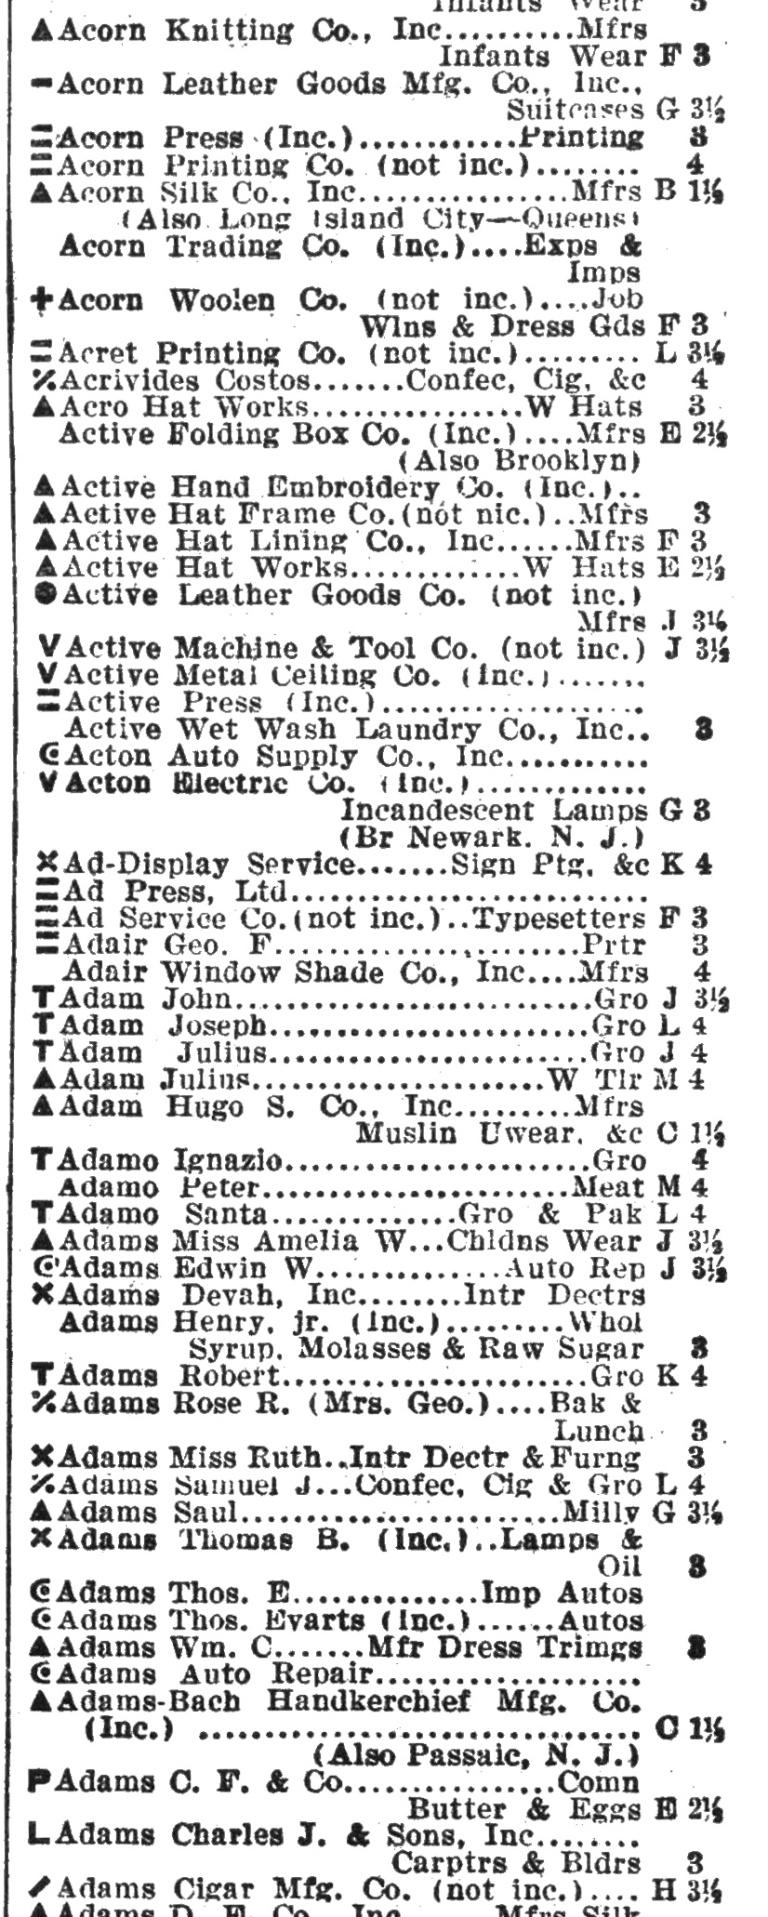 Infants Wear 3
▲Acorn Knitting Co., Inc..........Mfrs
Infants Wear F 3
-Acorn Leather Goods Mfg. Co., Inc.,
Suitcases G 3½
=Acorn Press (Inc.)............Printing 3
=Acorn Printing Co. (not inc.)........ 4
▲Acorn Silk Co., Inc................Mfrs B 1½
(Also Long Island City—Queens)
Acorn Trading Co. (Inc.)....Exps &
Imps
+Acorn Woolen Co. (not inc.)....Job
Wlns & Dress Gds F 3
=Acret Printing Co. (not inc.)......... L 3½
٪Acrivides Costos.......Confec, Cig, &c 4
▲Acro Hat Works................W Hats 3
Active Folding Box Co. (Inc.)....Mfrs E 2½
(Also Brooklyn)
▲Active Hand Embroidery Co. (Inc.)..
▲Active Hat Frame Co.(not nic.)..Mfrs 3
▲Active Hat Lining Co., Inc......Mfrs F 3
▲Active Hat Works.............W Hats E 2½
●Active Leather Goods Co. (not inc.)
Mfrs J 3½
VActive Machine & Tool Co. (not inc.) J 3½
VActive Metal Ceiling Co. (Inc.).......
=Active Press (Inc.)...................
Active Wet Wash Laundry Co., Inc.. 3
CActon Auto Supply Co., Inc...........
VActon Electric Co. (Inc.).............
Incandescent Lamps G 3
(Br Newark, N. J.)
XAd-Display Service.......Sign Ptg, &c K 4
=Ad Press, Ltd...........................
=Ad Service Co.(not inc.)..Typesetters F 3
=Adair Geo. F.......................Prtr 3
Adair Window Shade Co., Inc....Mfrs 4
TAdam John..........................Gro J 3½
TAdam Joseph.......................Gro L 4
TAdam Julius.......................Gro J 4
▲Adam Julius.....................W Tlr M 4
▲Adam Hugo S. Co., Inc.........Mfrs
Muslin Uwear, &c C 1½
TAdamo Ignazio......................Gro 4
Adamo Peter......................Meat M 4
TAdamo Santa.............Gro & Pak L 4
▲Adams Miss Amelia W...Chldns Wear J 3½
CAdams Edwin W..............Auto Rep J 3½
XAdams Devah, Inc........Intr Dectrs
Adams Henry, jr. (Inc.).........Whol
Syrup, Molasses & Raw Sugar 3
TAdams Robert......................Gro K 4
٪Adams Rose R. (Mrs. Geo.)....Bak &
Lunch 3
XAdams Miss Ruth..Intr Dectr & Furng 3
٪Adams Samuel J...Confec, Cig & Gro L 4
▲Adams Saul.......................Milly G 3½
XAdams Thomas B. (Inc.)..Lamps &
Oil 3
CAdams Thos. E..............Imp Autos
CAdams Thos. Evarts (Inc.)......Autos
▲Adams Wm. C.......Mfr Dress Trimgs 3
CAdams Auto Repair...................
▲Adams-Bach Handkerchief Mfg. Co.
(Inc.) ................................ C 1½
(Also Passaic, N. J.)
PAdams C. F. & Co................Comn
Butter & Eggs E 2½
LAdams Charles J. & Sons, Inc........
Carptrs & Bldrs 3
/Adams Cigar Mfg. Co. (not inc.).... H 3½
▲Adams D. F. Co., Inc....Mfrs Silk